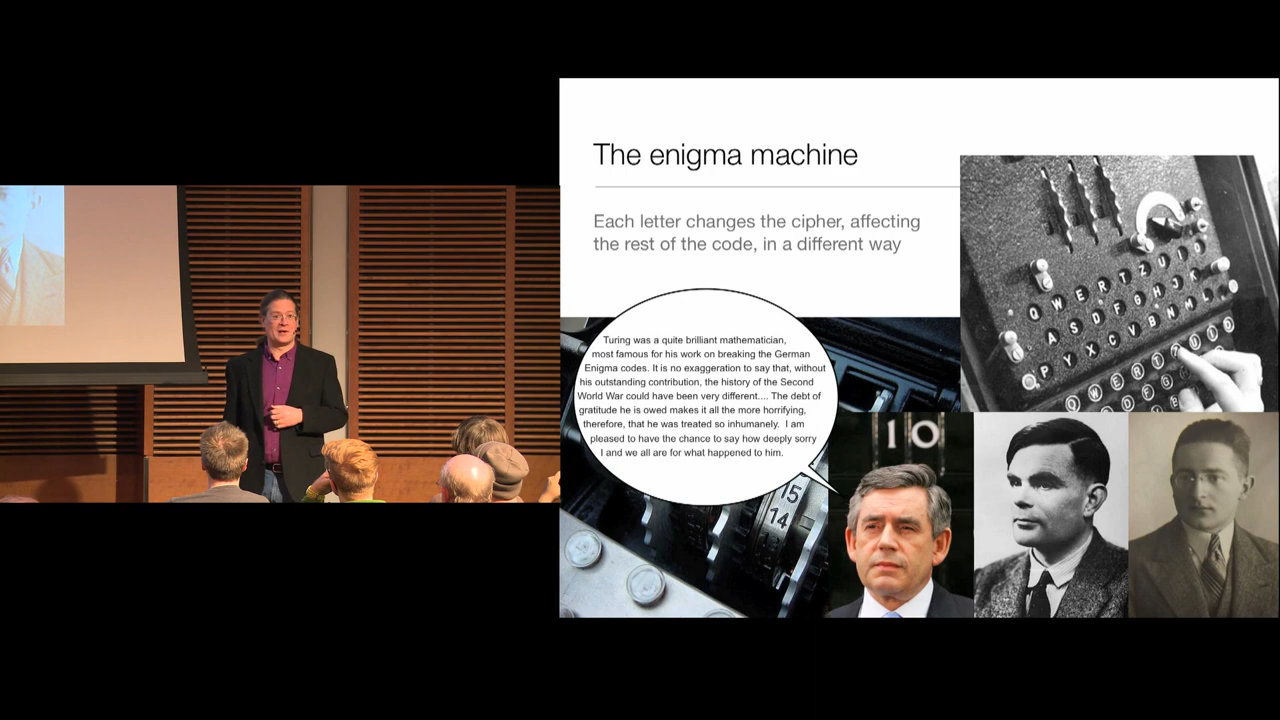 The enigma machine
Each letter changes the cipher, affecting
the rest of the code, in a different way
Turing was a quite brilliant mathematician,
most famous for his work on breaking the German
Enigma codes. It is no exaggeration to say that, without
his outstanding contribution, the history of the Second
World War could have been very different.... The debt of
gratitude he is owed makes it all the more horrifying,
therefore, that he was treated so inhumanely. I am
pleased to have the chance to say how deeply sorry
I and we all are for what happened to him.
Q W E R T Z U I
A S D F G H J
P Y X C V B N M L
Q W E R T Z U I O
D F G
15
14
10